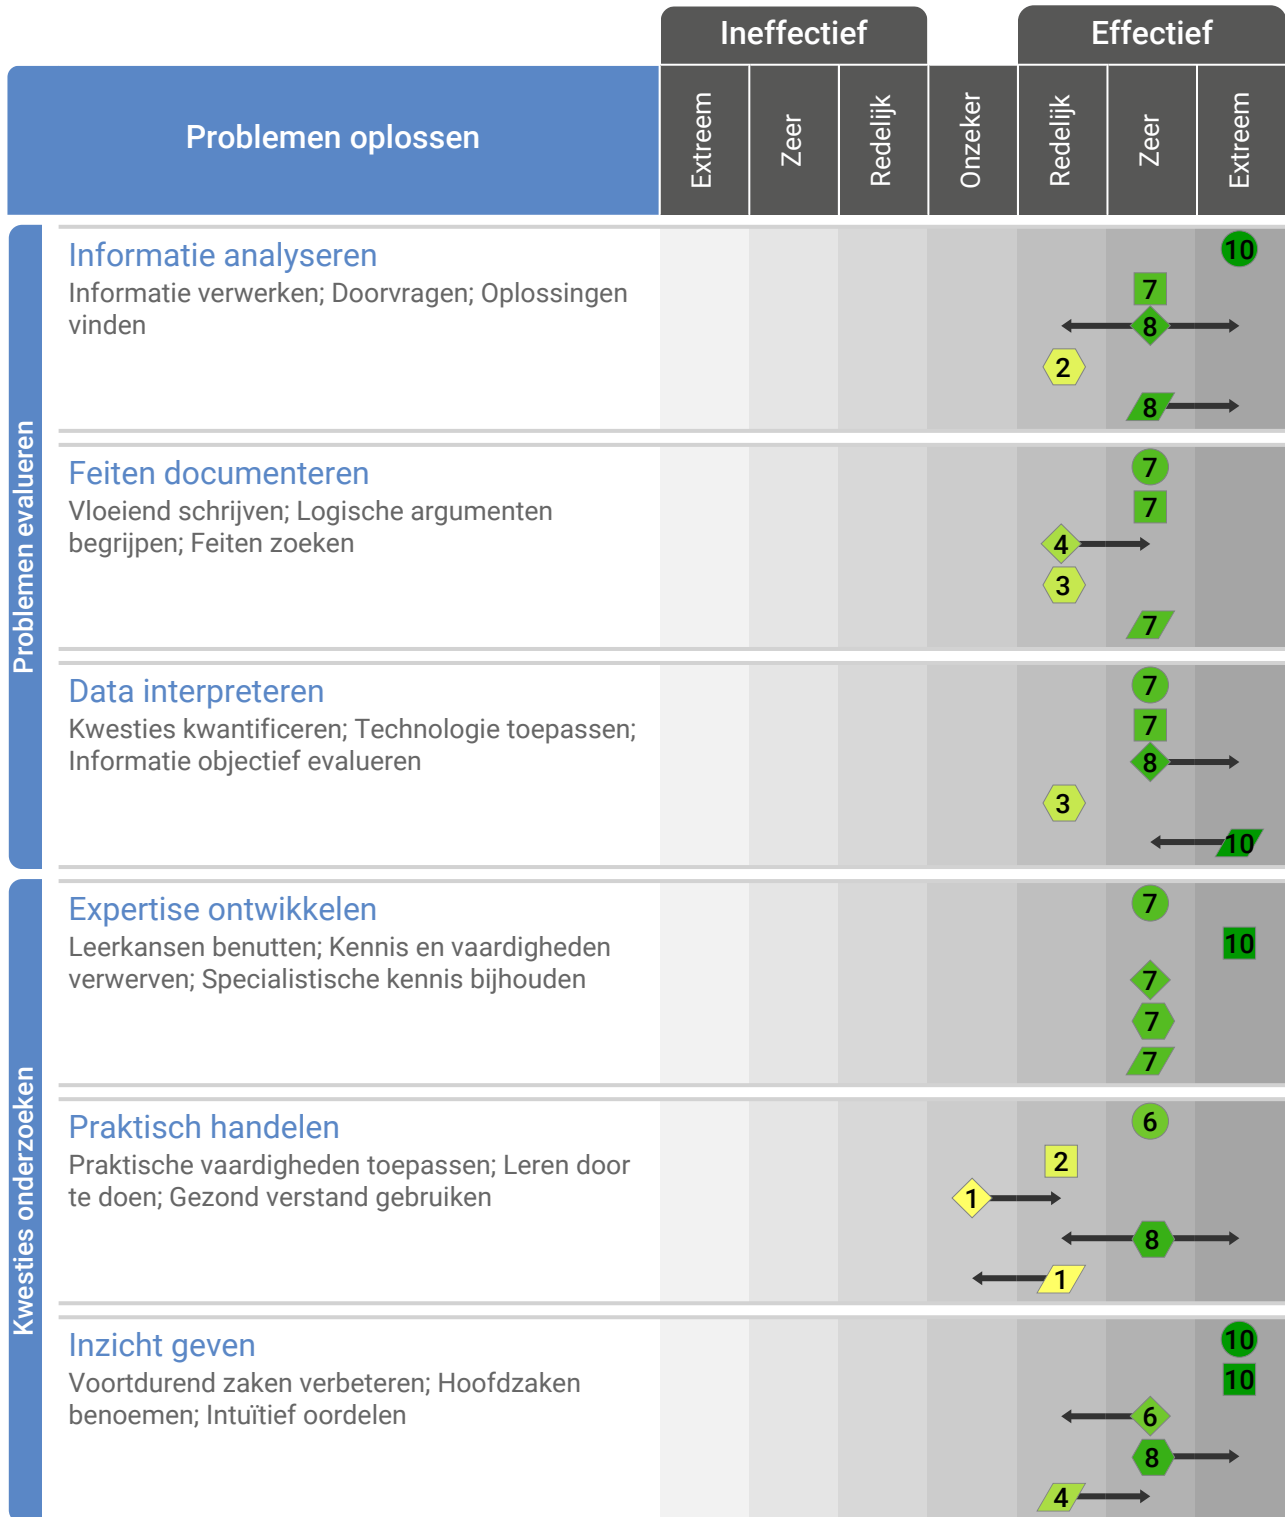 Ineffectief
Effectief
Problemen oplossen
Extreem
Zeer
Redelijk
Onzeker
Redelijk
Zeer
Extreem
Problemen evalueren
Informatie analyseren
Informatie verwerken; Doorvragen; Oplossingen
vinden
10
7
8
2
8
Feiten documenteren
Vloeiend schrijven; Logische argumenten
begrijpen; Feiten zoeken
7
7
4
3
7
Data interpreteren
Kwesties kwantificeren; Technologie toepassen;
Informatie objectief evalueren
7
7
8
3
10
Kwesties onderzoeken
Expertise ontwikkelen
Leerkansen benutten; Kennis en vaardigheden
verwerven; Specialistische kennis bijhouden
7
10
7
7
7
Praktisch handelen
Praktische vaardigheden toepassen; Leren door
te doen; Gezond verstand gebruiken
6
2
1
8
1
Inzicht geven
Voortdurend zaken verbeteren; Hoofdzaken
benoemen; Intuïtief oordelen
10
10
6
8
4